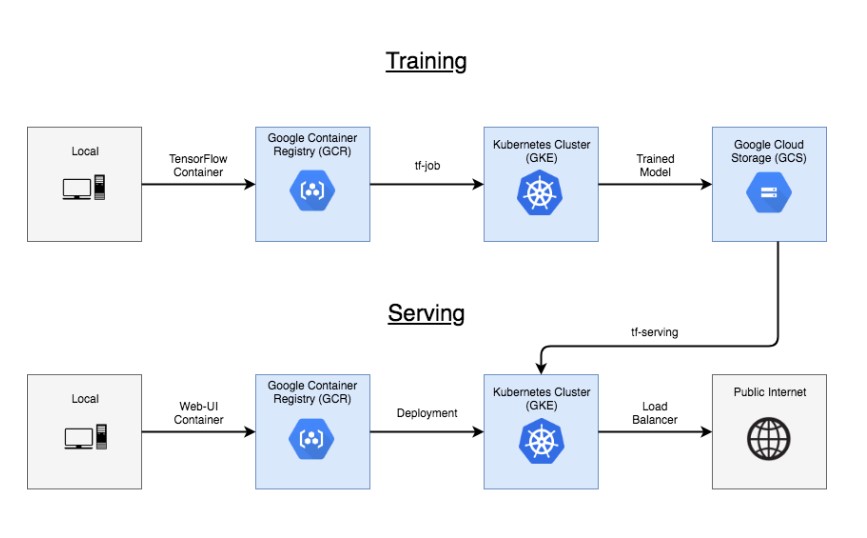 Training
Local
TensorFlow
Container
Google Container
Registry (GCR)
tf-job
Kubernetes Cluster
(GKE)
Trained
Model
Google Cloud
Storage (GCS)
Serving
tf-serving
Local
Web-UI
Container
Google Container
Registry (GCR)
Deployment
Kubernetes Cluster
(GKE)
Load
Balancer
Public Internet